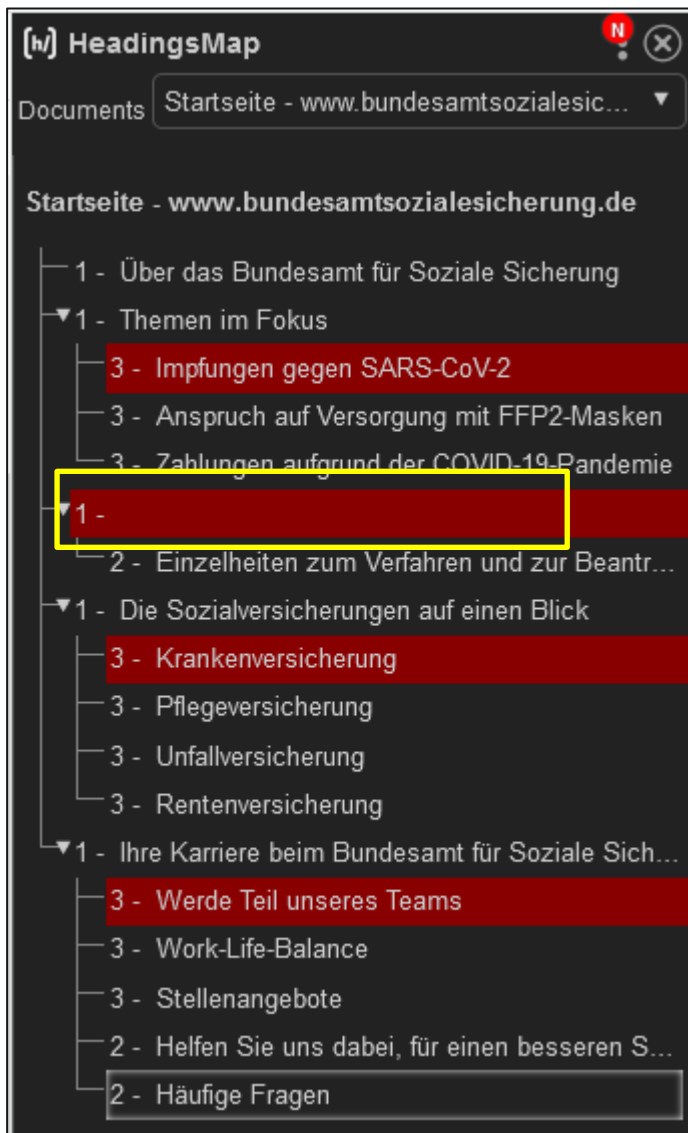 [h/] HeadingsMap
N
Documents Startseite - www.bundesamtsozialesic...
Startseite - www.bundesamtsozialesicherung.de
1 - Über das Bundesamt für Soziale Sicherung
1 - Themen im Fokus
3 - Impfungen gegen SARS-CoV-2
3 - Anspruch auf Versorgung mit FFP2-Masken
3 - Zahlungen aufgrund der COVID-19-Pandemie
1 -
2 - Einzelheiten zum Verfahren und zur Beantr...
1 - Die Sozialversicherungen auf einen Blick
3 - Krankenversicherung
3 - Pflegeversicherung
3 - Unfallversicherung
3 - Rentenversicherung
1 - Ihre Karriere beim Bundesamt für Soziale Sich...
3 - Werde Teil unseres Teams
3 - Work-Life-Balance
3 - Stellenangebote
2 - Helfen Sie uns dabei, für einen besseren S...
2 - Häufige Fragen